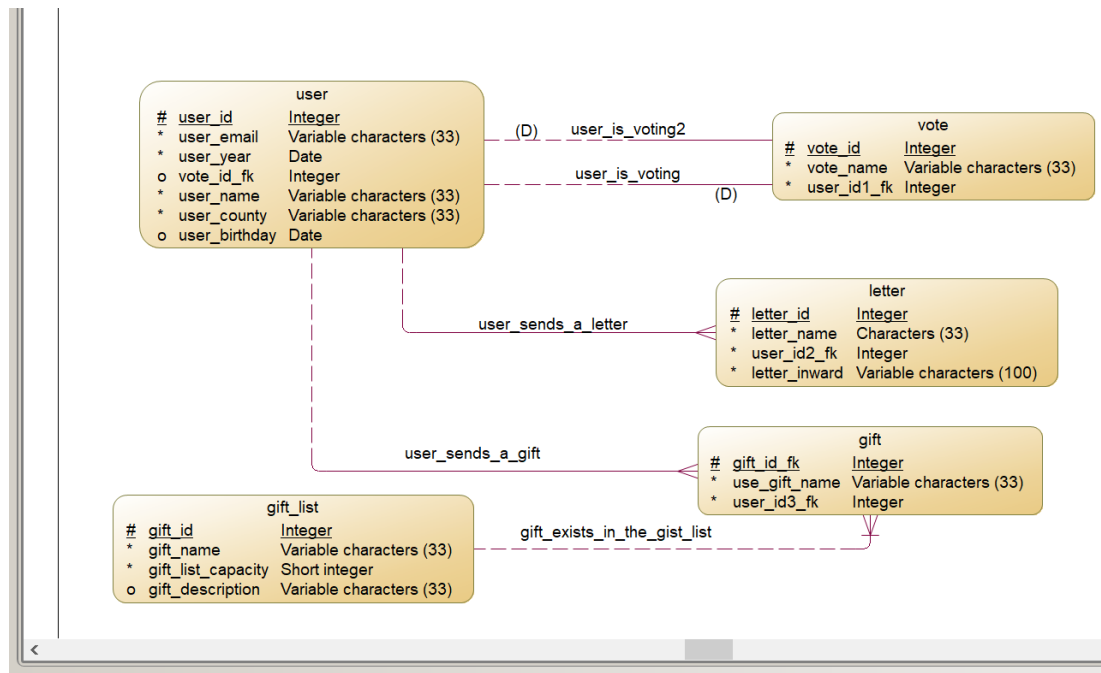 user
# user_id Integer
* user_email Variable characters (33)
* user_year Date
o vote_id_fk Integer
* user_name Variable characters (33)
* user_county Variable characters (33)
o user_birthday Date
(D) user_is_voting2
user_is_voting
(D)
vote
# vote_id Integer
* vote_name Variable characters (33)
* user_id1_fk Integer
user_sends_a_letter
letter
# letter_id Integer
* letter_name Characters (33)
* user_id2_fk Integer
* letter_inward Variable characters (100)
user_sends_a_gift
gift
# gift_id_fk Integer
* use_gift_name Variable characters (33)
* user_id3_fk Integer
gift_list
# gift_id Integer
* gift_name Variable characters (33)
* gift_list_capacity Short integer
o gift_description Variable characters (33)
gift_exists_in_the_gist_list